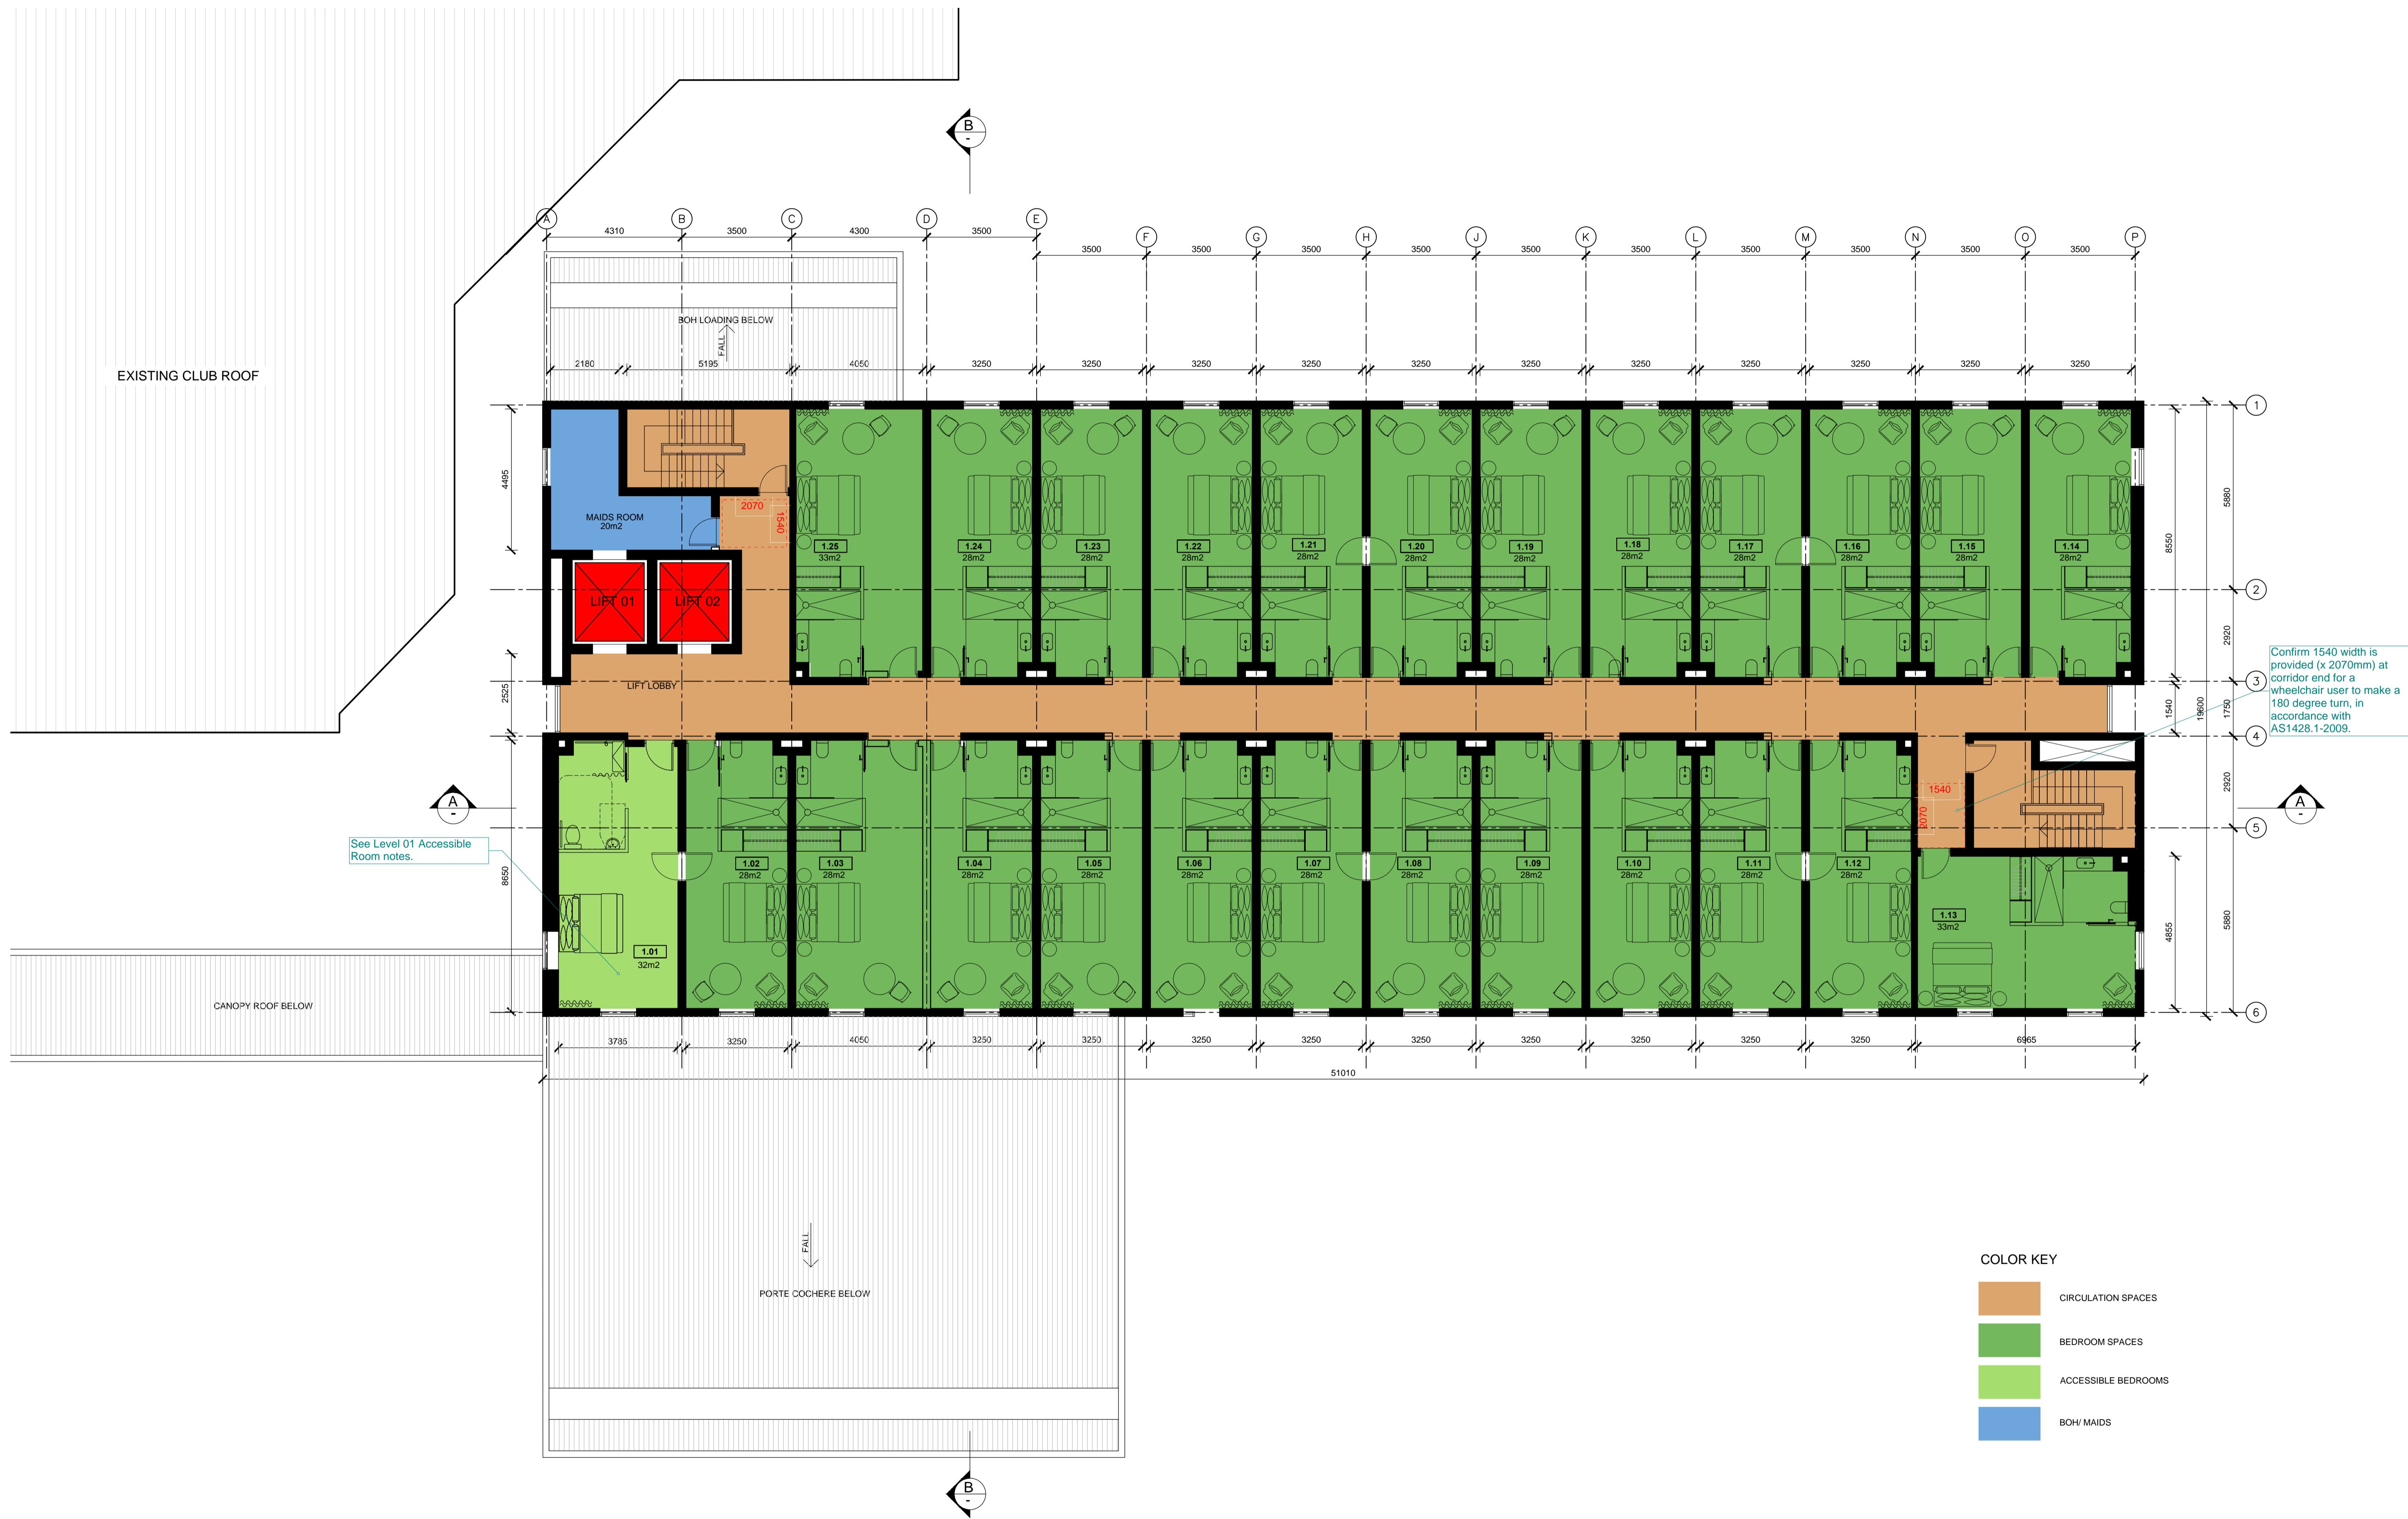 B
-
A
B
C
D
E
4310
3500
4300
3500
F
G
H
J
K
L
M
N
O
P
3500
3500
3500
3500
3500
3500
3500
3500
3500
3500
BOH LOADING BELOW
FALL
EXISTING CLUB ROOF
2180
5195
4050
3250
3250
3250
3250
3250
3250
3250
3250
3250
3250
3250
1
4495
MAIDS ROOM
20m2
2070
1540
5880
8550
1.25
33m2
1.24
28m2
1.23
28m2
1.22
28m2
1.21
28m2
1.20
28m2
1.19
28m2
1.18
28m2
1.17
28m2
1.16
28m2
1.15
28m2
1.14
28m2
LIFT 01
LIFT 02
2
2920
2525
LIFT LOBBY
3
1540
19600
1750
4
Confirm 1540 width is
provided (x 2070mm) at
corridor end for a
wheelchair user to make a
180 degree turn, in
accordance with
AS1428.1-2009.
A
-
1540
2070
2920
A
-
5
See Level 01 Accessible
Room notes.
8650
1.02
28m2
1.03
28m2
1.04
28m2
1.05
28m2
1.06
28m2
1.07
28m2
1.08
28m2
1.09
28m2
1.10
28m2
1.11
28m2
1.12
28m2
1.13
33m2
4855
5880
1.01
32m2
CANOPY ROOF BELOW
6
3785
3250
4050
3250
3250
3250
3250
3250
3250
3250
3250
3250
6965
51010
FALL
PORTE COCHERE BELOW
COLOR KEY
CIRCULATION SPACES
BEDROOM SPACES
ACCESSIBLE BEDROOMS
BOH/ MAIDS
B
-